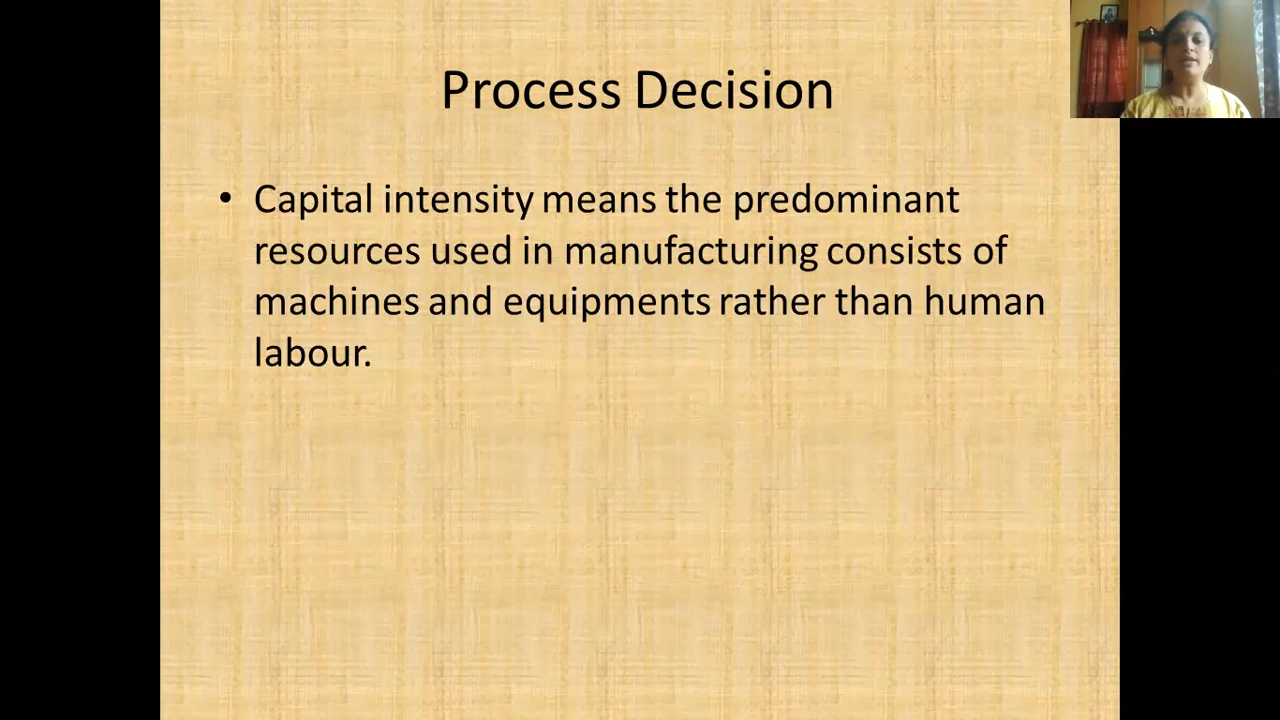 Process Decision
• Capital intensity means the predominant
resources used in manufacturing consists of
machines and equipments rather than human
labour.